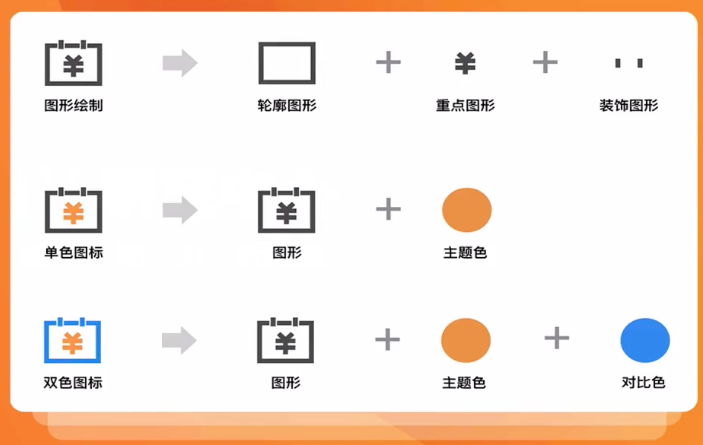 ¥ ¥
图形绘制 轮廓图形 重点图形 装饰图形
¥ ¥
单色图标 图形 主题色
¥ ¥
双色图标 图形 主题色 对比色